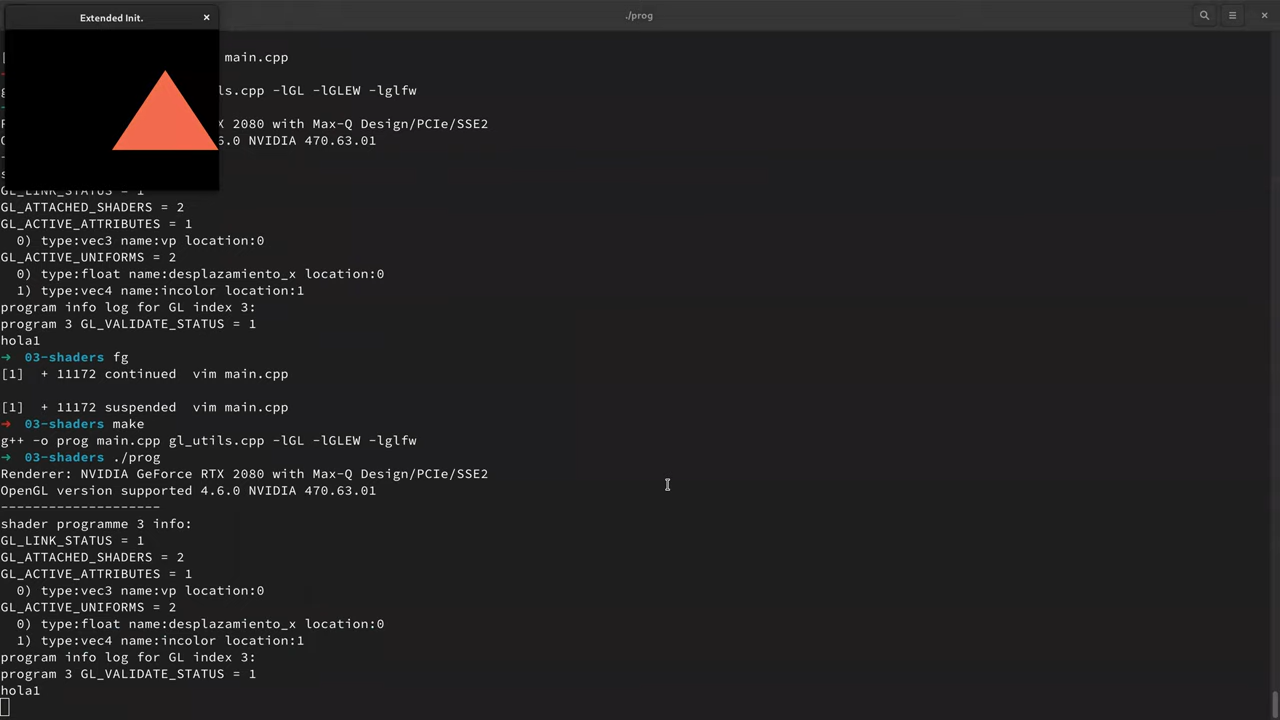 Extended Init.
./prog
main.cpp
ls.cpp -lGL -lGLEW -lglfw
X 2080 with Max-Q Design/PCIe/SSE2
6.0 NVIDIA 470.63.01
GL_LINK_STATUS = 1
GL_ATTACHED_SHADERS = 2
GL_ACTIVE_ATTRIBUTES = 1
0) type:vec3 name:vp location:0
GL_ACTIVE_UNIFORMS = 2
0) type:float name:desplazamiento_x location:0
1) type:vec4 name:incolor location:1
program info log for GL index 3:
program 3 GL_VALIDATE_STATUS = 1
hola1
➜ 03-shaders fg
[1] + 11172 continued vim main.cpp
[1] + 11172 suspended vim main.cpp
➜ 03-shaders make
g++ -o prog main.cpp gl_utils.cpp -lGL -lGLEW -lglfw
➜ 03-shaders ./prog
Renderer: NVIDIA GeForce RTX 2080 with Max-Q Design/PCIe/SSE2
OpenGL version supported 4.6.0 NVIDIA 470.63.01
--------------------
shader programme 3 info:
GL_LINK_STATUS = 1
GL_ATTACHED_SHADERS = 2
GL_ACTIVE_ATTRIBUTES = 1
0) type:vec3 name:vp location:0
GL_ACTIVE_UNIFORMS = 2
0) type:float name:desplazamiento_x location:0
1) type:vec4 name:incolor location:1
program info log for GL index 3:
program 3 GL_VALIDATE_STATUS = 1
hola1